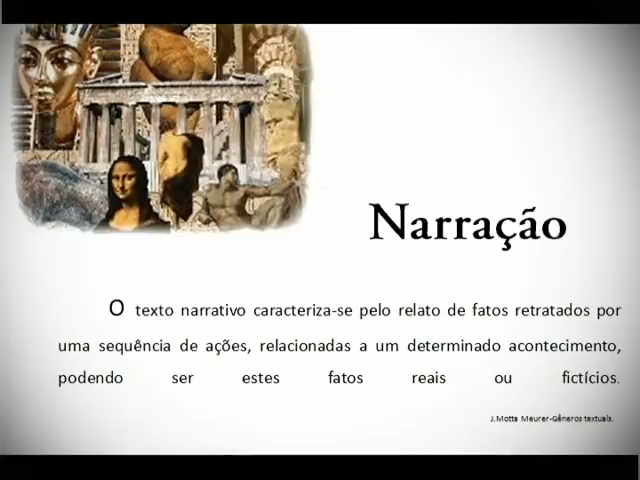 Narração
O texto narrativo caracteriza-se pelo relato de fatos retratados por
uma sequência de ações, relacionadas a um determinado acontecimento,
podendo ser estes fatos reais ou fictícios.
J.Motta Meurer-Gêneros textuais.